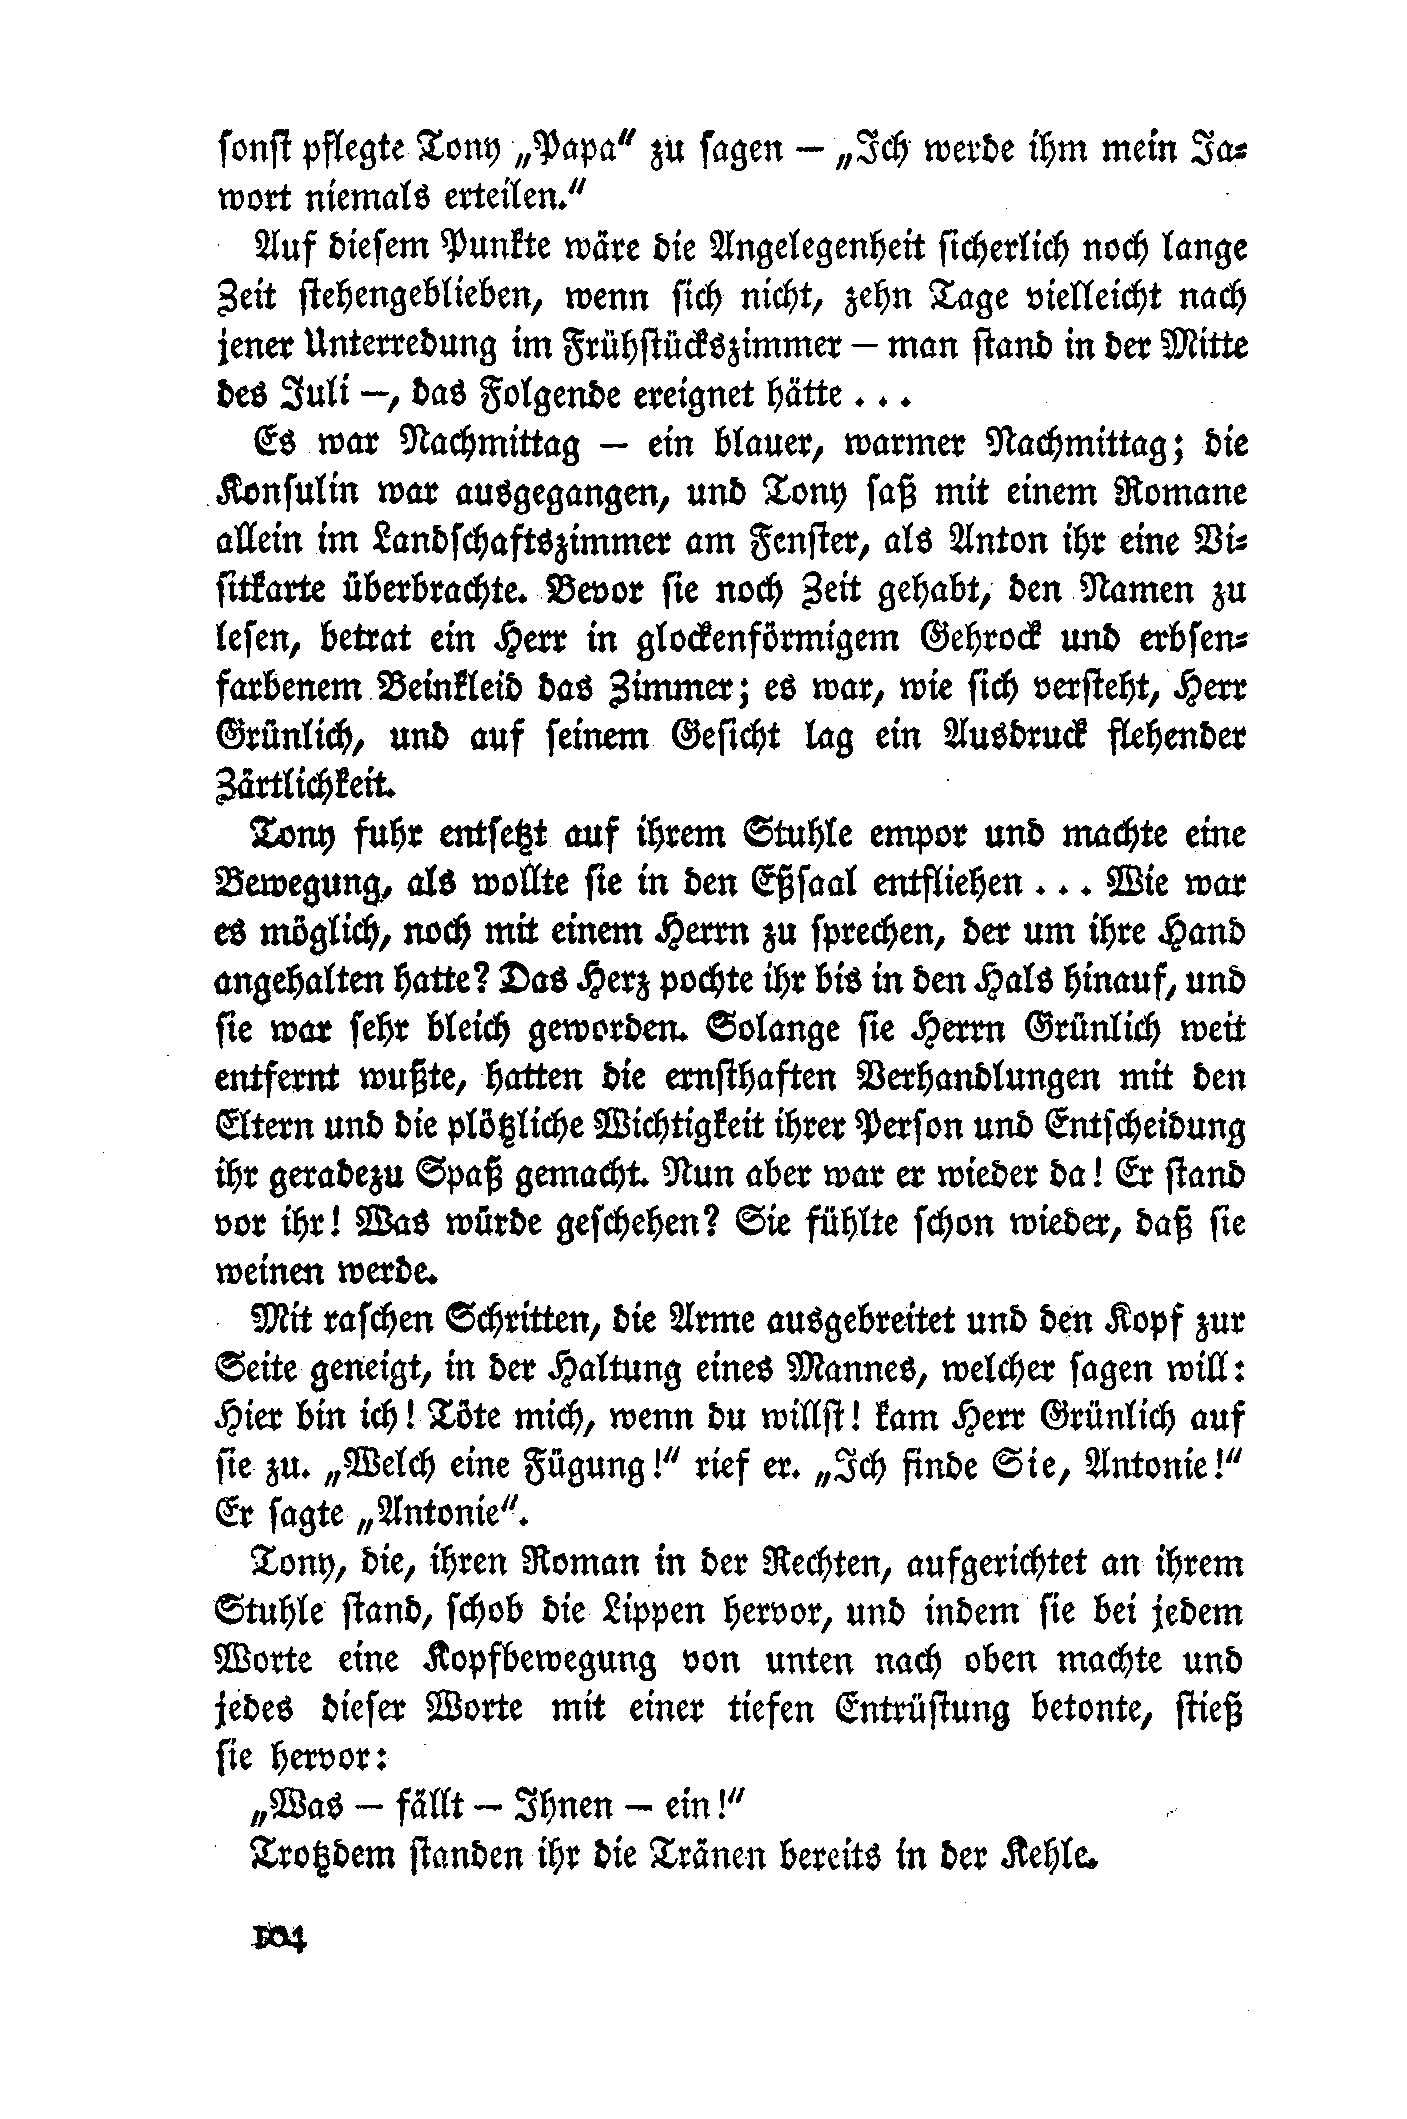 sonst pflegte Tony „Papa“ zu sagen — „Ich werde ihm mein Ja-
wort niemals erteilen.“
Auf diesem Punkte wäre die Angelegenheit sicherlich noch lange
Zeit stehengeblieben, wenn sich nicht, zehn Tage vielleicht nach
jener Unterredung im Frühstückszimmer — man stand in der Mitte
des Juli —, das Folgende ereignet hätte . . .
Es war Nachmittag — ein blauer, warmer Nachmittag; die
Konsulin war ausgegangen, und Tony saß mit einem Romane
allein im Landschaftszimmer am Fenster, als Anton ihr eine Vi-
sitkarte überbrachte. Bevor sie noch Zeit gehabt, den Namen zu
lesen, betrat ein Herr in glockenförmigem Gehrock und erbsen-
farbenem Beinkleid das Zimmer; es war, wie sich versteht, Herr
Grünlich, und auf seinem Gesicht lag ein Ausdruck flehender
Zärtlichkeit.
Tony fuhr entsetzt auf ihrem Stuhle empor und machte eine
Bewegung, als wollte sie in den Eßsaal entfliehen . . . Wie war
es möglich, noch mit einem Herrn zu sprechen, der um ihre Hand
angehalten hatte? Das Herz pochte ihr bis in den Hals hinauf, und
sie war sehr bleich geworden. Solange sie Herrn Grünlich weit
entfernt wußte, hatten die ernsthaften Verhandlungen mit den
Eltern und die plötzliche Wichtigkeit ihrer Person und Entscheidung
ihr geradezu Spaß gemacht. Nun aber war er wieder da! Er stand
vor ihr! Was würde geschehen? Sie fühlte schon wieder, daß sie
weinen werde.
Mit raschen Schritten, die Arme ausgebreitet und den Kopf zur
Seite geneigt, in der Haltung eines Mannes, welcher sagen will:
Hier bin ich! Töte mich, wenn du willst! kam Herr Grünlich auf
sie zu. „Welch eine Fügung!“ rief er. „Ich finde Sie, Antonie!“
Er sagte „Antonie“.
Tony, die, ihren Roman in der Rechten, aufgerichtet an ihrem
Stuhle stand, schob die Lippen hervor, und indem sie bei jedem
Worte eine Kopfbewegung von unten nach oben machte und
jedes dieser Worte mit einer tiefen Entrüstung betonte, stieß
sie hervor:
„Was — fällt — Ihnen — ein!“
Trotzdem standen ihr die Tränen bereits in der Kehle.
104